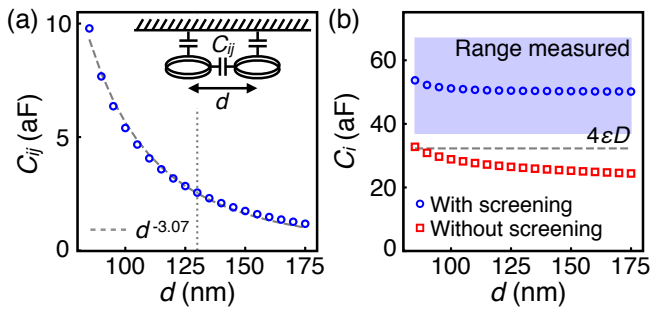 (a)
10
5
0
C_ij (aF)
C_ij
d
d^-3.07
100
125
150
175
d (nm)
(b)
60
40
20
0
C_i (aF)
Range measured
4εD
With screening
Without screening
100
125
150
175
d (nm)